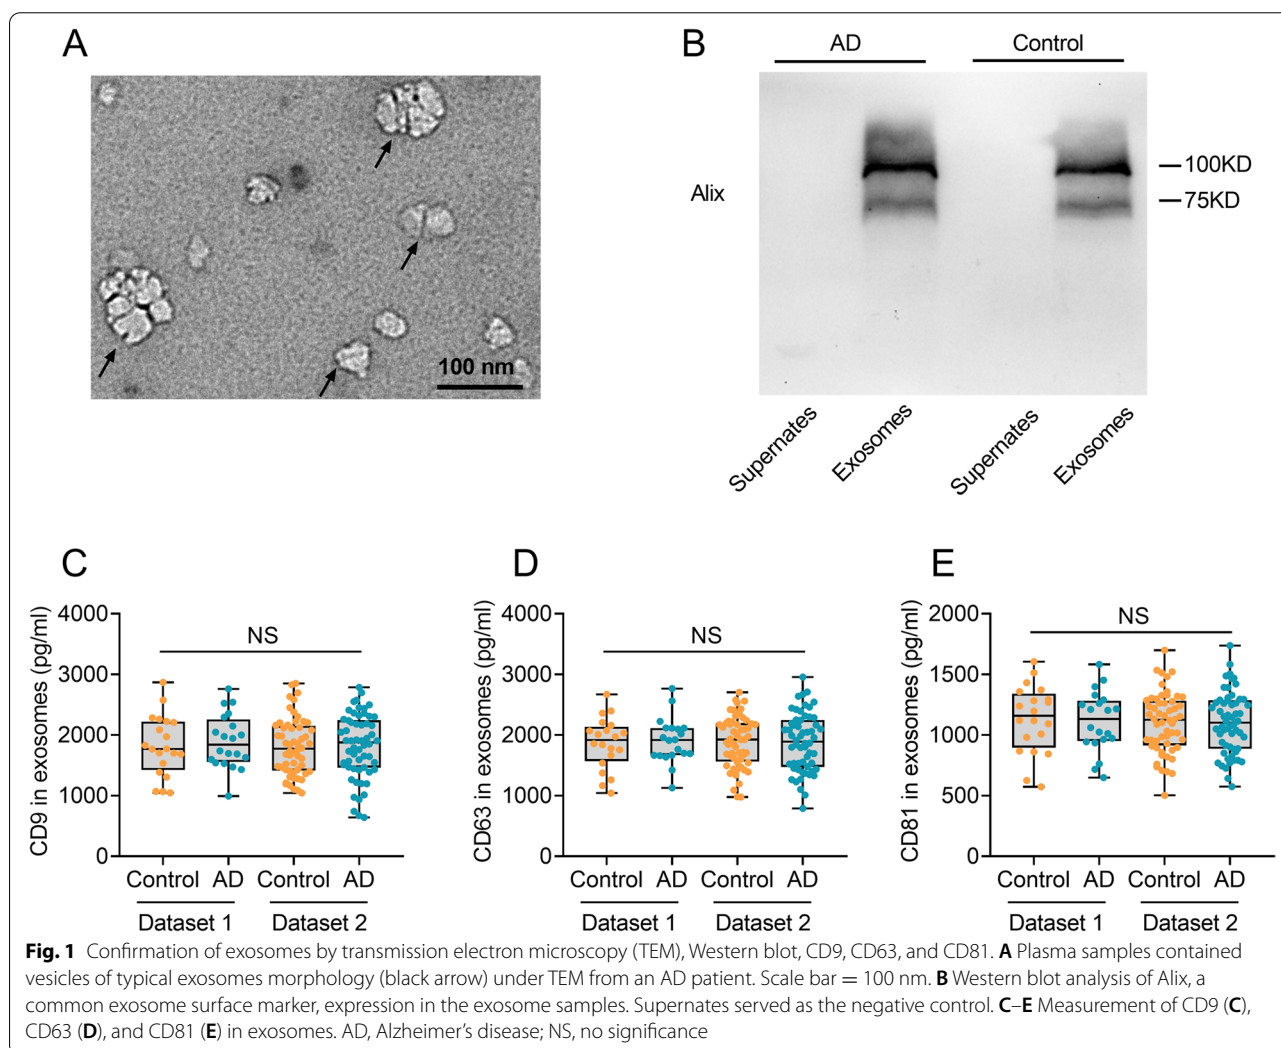 A
100 nm
B
AD Control
Alix
100KD
75KD
Supernates Exosomes Supernates Exosomes
C
CD9 in exosomes (pg/ml)
4000
3000
2000
1000
0
NS
Control AD Control AD
Dataset 1 Dataset 2
D
CD63 in exosomes (pg/ml)
4000
3000
2000
1000
0
NS
Control AD Control AD
Dataset 1 Dataset 2
E
CD81 in exosomes (pg/ml)
2000
1500
1000
500
0
NS
Control AD Control AD
Dataset 1 Dataset 2
Fig. 1 Confirmation of exosomes by transmission electron microscopy (TEM), Western blot, CD9, CD63, and CD81. A Plasma samples contained
vesicles of typical exosomes morphology (black arrow) under TEM from an AD patient. Scale bar = 100 nm. B Western blot analysis of Alix, a
common exosome surface marker, expression in the exosome samples. Supernates served as the negative control. C–E Measurement of CD9 (C),
CD63 (D), and CD81 (E) in exosomes. AD, Alzheimer's disease; NS, no significance